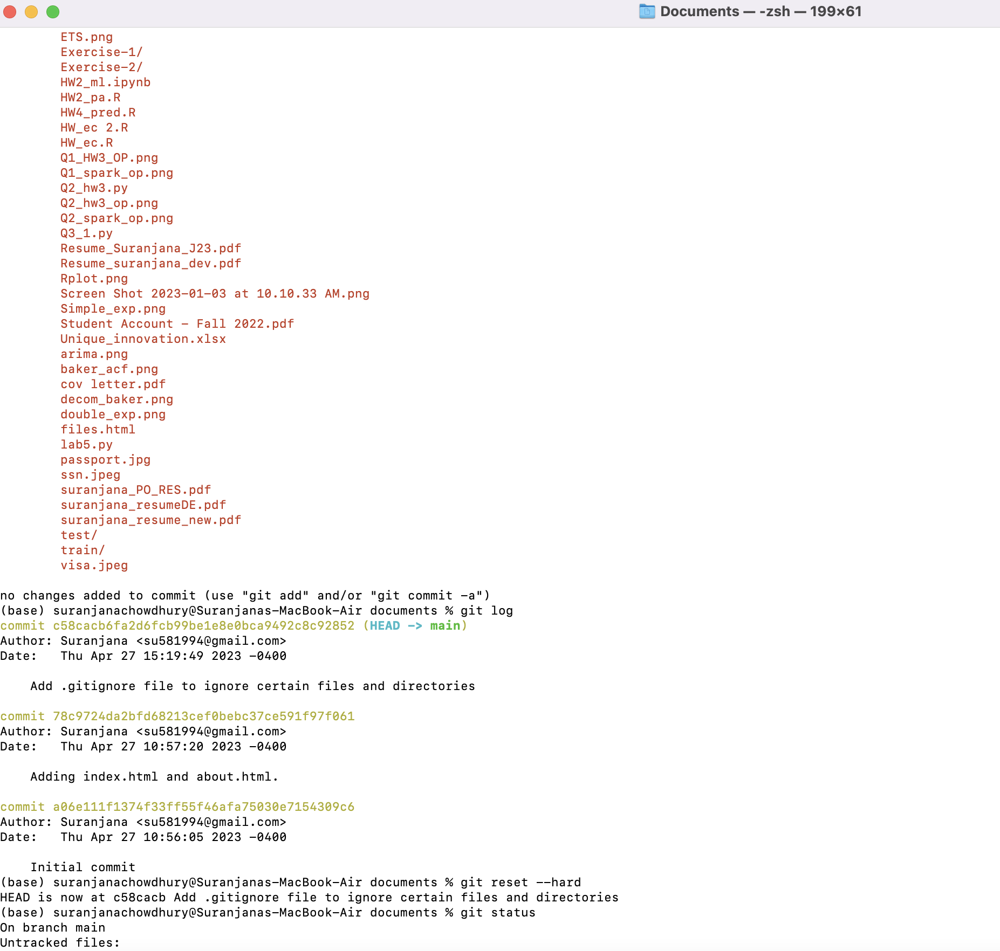 Documents — -zsh — 199×61
ETS.png
Exercise-1/
Exercise-2/
HW2_ml.ipynb
HW2_pa.R
HW4_pred.R
HW_ec 2.R
HW_ec.R
Q1_HW3_OP.png
Q1_spark_op.png
Q2_hw3.py
Q2_hw3_op.png
Q2_spark_op.png
Q3_1.py
Resume_Suranjana_J23.pdf
Resume_suranjana_dev.pdf
Rplot.png
Screen Shot 2023-01-03 at 10.10.33 AM.png
Simple_exp.png
Student Account - Fall 2022.pdf
Unique_innovation.xlsx
arima.png
baker_acf.png
cov letter.pdf
decom_baker.png
double_exp.png
files.html
lab5.py
passport.jpg
ssn.jpeg
suranjana_PO_RES.pdf
suranjana_resumeDE.pdf
suranjana_resume_new.pdf
test/
train/
visa.jpeg
no changes added to commit (use "git add" and/or "git commit -a")
(base) suranjanachowdhury@Suranjanas-MacBook-Air documents % git log
commit c58cacb6fa2d6fcb99be1e8e0bca9492c8c92852 (HEAD -> main)
Author: Suranjana <su581994@gmail.com>
Date:   Thu Apr 27 15:19:49 2023 -0400
Add .gitignore file to ignore certain files and directories
commit 78c9724da2bfd68213cef0bebc37ce591f97f061
Author: Suranjana <su581994@gmail.com>
Date:   Thu Apr 27 10:57:20 2023 -0400
Adding index.html and about.html.
commit a06e111f1374f33ff55f46afa75030e7154309c6
Author: Suranjana <su581994@gmail.com>
Date:   Thu Apr 27 10:56:05 2023 -0400
Initial commit
(base) suranjanachowdhury@Suranjanas-MacBook-Air documents % git reset --hard
HEAD is now at c58cacb Add .gitignore file to ignore certain files and directories
(base) suranjanachowdhury@Suranjanas-MacBook-Air documents % git status
On branch main
Untracked files: